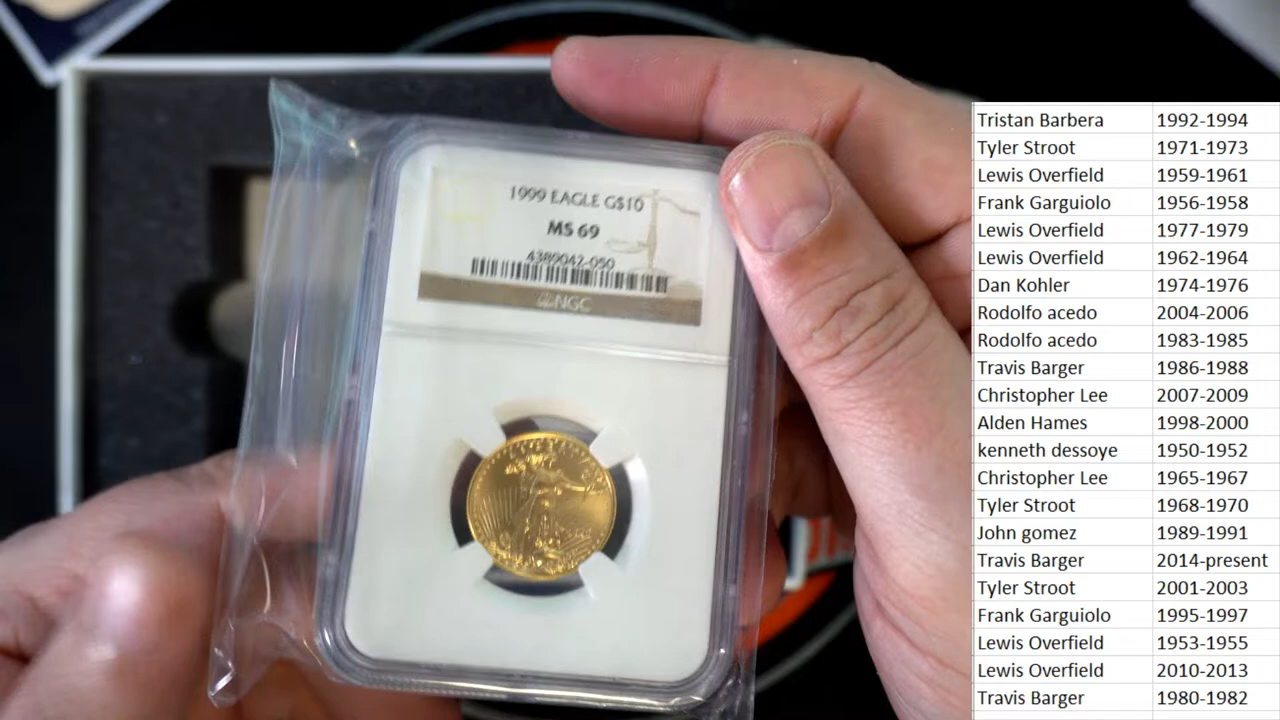 1999 EAGLE G$10
MS 69
4389042-050
NGC
Tristan Barbera 1992-1994
Tyler Stroot 1971-1973
Lewis Overfield 1959-1961
Frank Garguiolo 1956-1958
Lewis Overfield 1977-1979
Lewis Overfield 1962-1964
Dan Kohler 1974-1976
Rodolfo acedo 2004-2006
Rodolfo acedo 1983-1985
Travis Barger 1986-1988
Christopher Lee 2007-2009
Alden Hames 1998-2000
kenneth dessoye 1950-1952
Christopher Lee 1965-1967
Tyler Stroot 1968-1970
John gomez 1989-1991
Travis Barger 2014-present
Tyler Stroot 2001-2003
Frank Garguiolo 1995-1997
Lewis Overfield 1953-1955
Lewis Overfield 2010-2013
Travis Barger 1980-1982